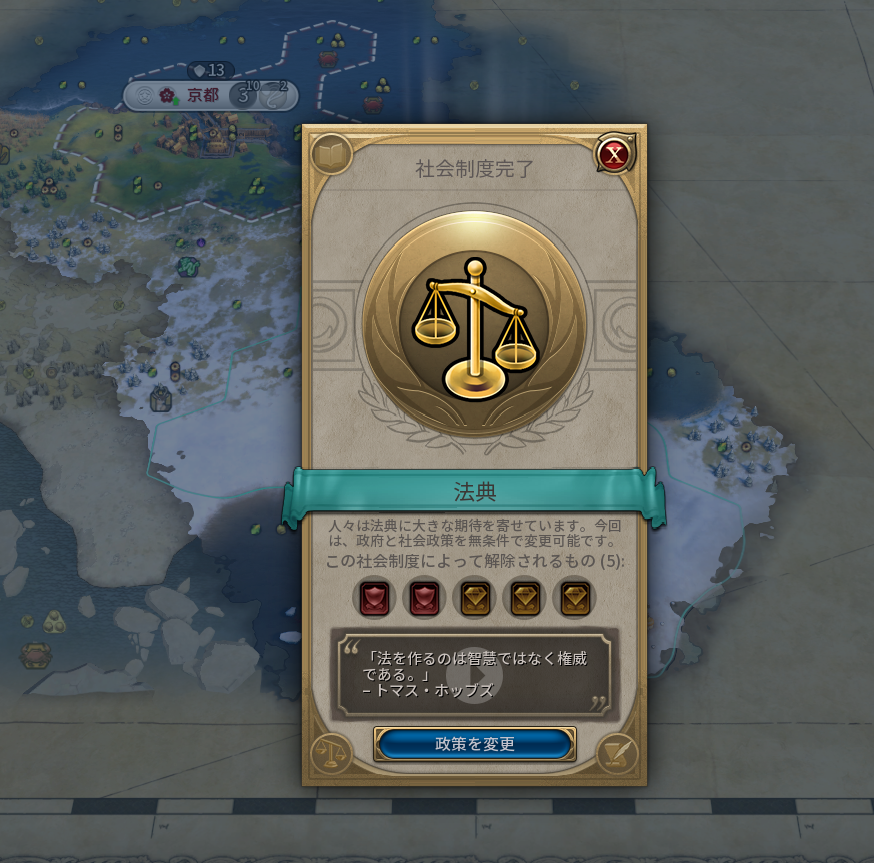 13
京都
3
10
2
社会制度完了
X
法典
人々は法典に大きな期待を寄せています。今回
は、政府と社会政策を無条件で変更可能です。
この社会制度によって解除されるもの (5):
“
「法を作るのは智慧ではなく権威
である。」
– トマス・ホッブズ
”
政策を変更